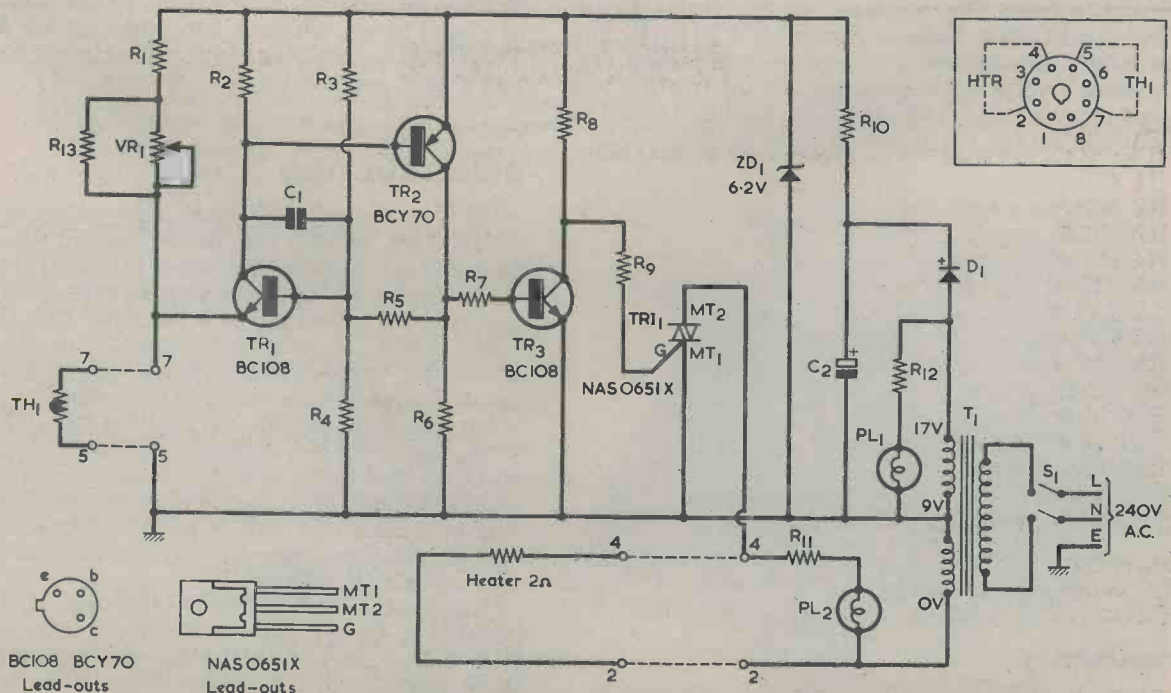 R1
R2
R3
R13
VR1
TR2
BCY70
C1
TR1
BC108
R5
R7
R4
R6
R8
R9
TR3
BC108
TRI1
MT2
G
MT1
NAS0651X
ZD1
6·2V
R10
C2
+
+
D1
R12
PL1
17V
T1
9V
0V
S1
L
N
E
240V
A.C.
4
5
3
6
HTR
TH1
2
7
1
8
7
7
TH1
5
5
4
4
Heater 2Ω
R11
PL2
2
2
e
b
c
BC108 BCY70
Lead-outs
MT1
MT2
G
NAS0651X
Lead-outs